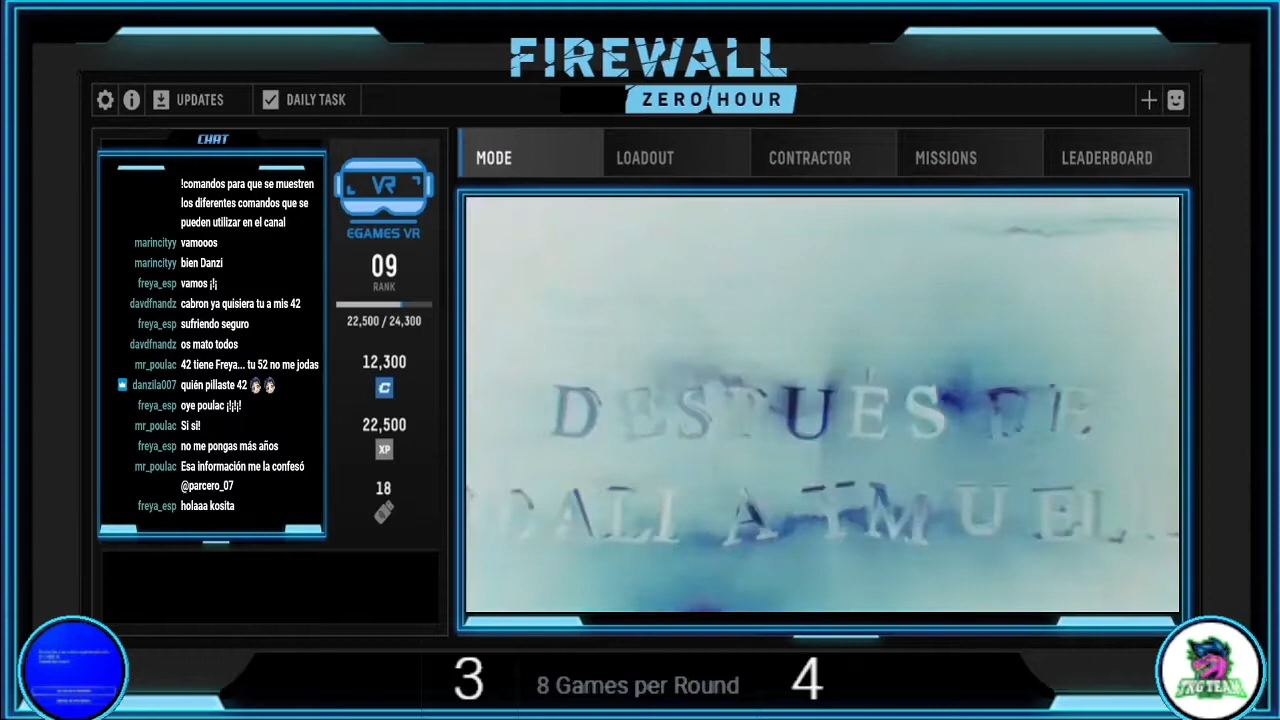 FIREWALL
ZERO HOUR
UPDATES
DAILY TASK
CHAT
!comandos para que se muestren
los diferentes comandos que se
pueden utilizar en el canal
marincityy vamooos
marincityy bien Danzi
freya_esp vamos ¡!¡
davdfnandz cabron ya quisiera tu a mis 42
freya_esp sufriendo seguro
davdfnandz os mato todos
mr_poulac 42 tiene Freya... tu 52 no me jodas
danzila007 quién pillaste 42
freya_esp oye poulac ¡!¡!¡!
mr_poulac Si si!
freya_esp no me pongas más años
mr_poulac Esa información me la confesó
@parcero_07
freya_esp holaaa kosita
VR
EGAMES VR
09
RANK
22,500 / 24,300
12,300
C
22,500
XP
18
MODE
LOADOUT
CONTRACTOR
MISSIONS
LEADERBOARD
DESPUÉS DE
3
8 Games per Round
4